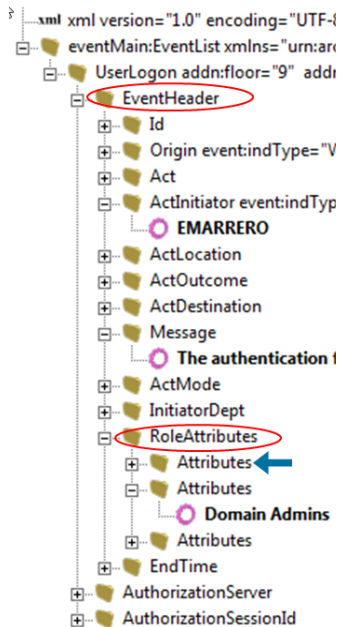 xml version="1.0" encoding="UTF-8
eventMain:EventList xmlns="urn:arc
UserLogon addn:floor="9" addr
EventHeader
Id
Origin event:indType="V
Act
ActInitiator event:indTyp
EMARRERO
ActLocation
ActOutcome
ActDestination
Message
The authentication f
ActMode
InitiatorDept
RoleAttributes
Attributes
Attributes
Domain Admins
Attributes
EndTime
AuthorizationServer
AuthorizationSessionId